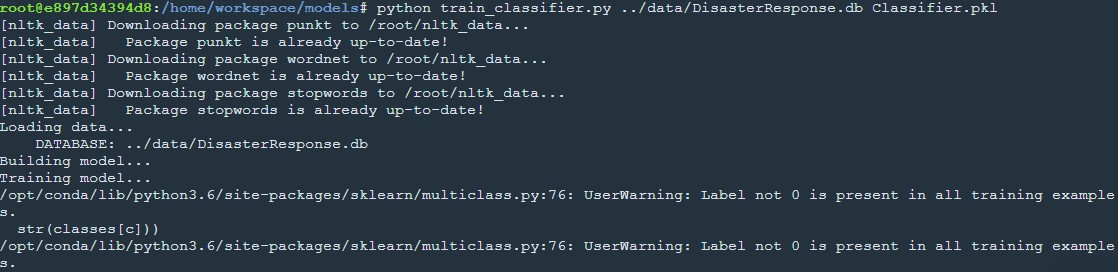 root@e897d34394d8:/home/workspace/models# python train_classifier.py ../data/DisasterResponse.db Classifier.pkl
[nltk_data] Downloading package punkt to /root/nltk_data...
[nltk_data]   Package punkt is already up-to-date!
[nltk_data] Downloading package wordnet to /root/nltk_data...
[nltk_data]   Package wordnet is already up-to-date!
[nltk_data] Downloading package stopwords to /root/nltk_data...
[nltk_data]   Package stopwords is already up-to-date!
Loading data...
    DATABASE: ../data/DisasterResponse.db
Building model...
Training model...
/opt/conda/lib/python3.6/site-packages/sklearn/multiclass.py:76: UserWarning: Label not 0 is present in all training example
s.
  str(classes[c]))
/opt/conda/lib/python3.6/site-packages/sklearn/multiclass.py:76: UserWarning: Label not 0 is present in all training example
s.